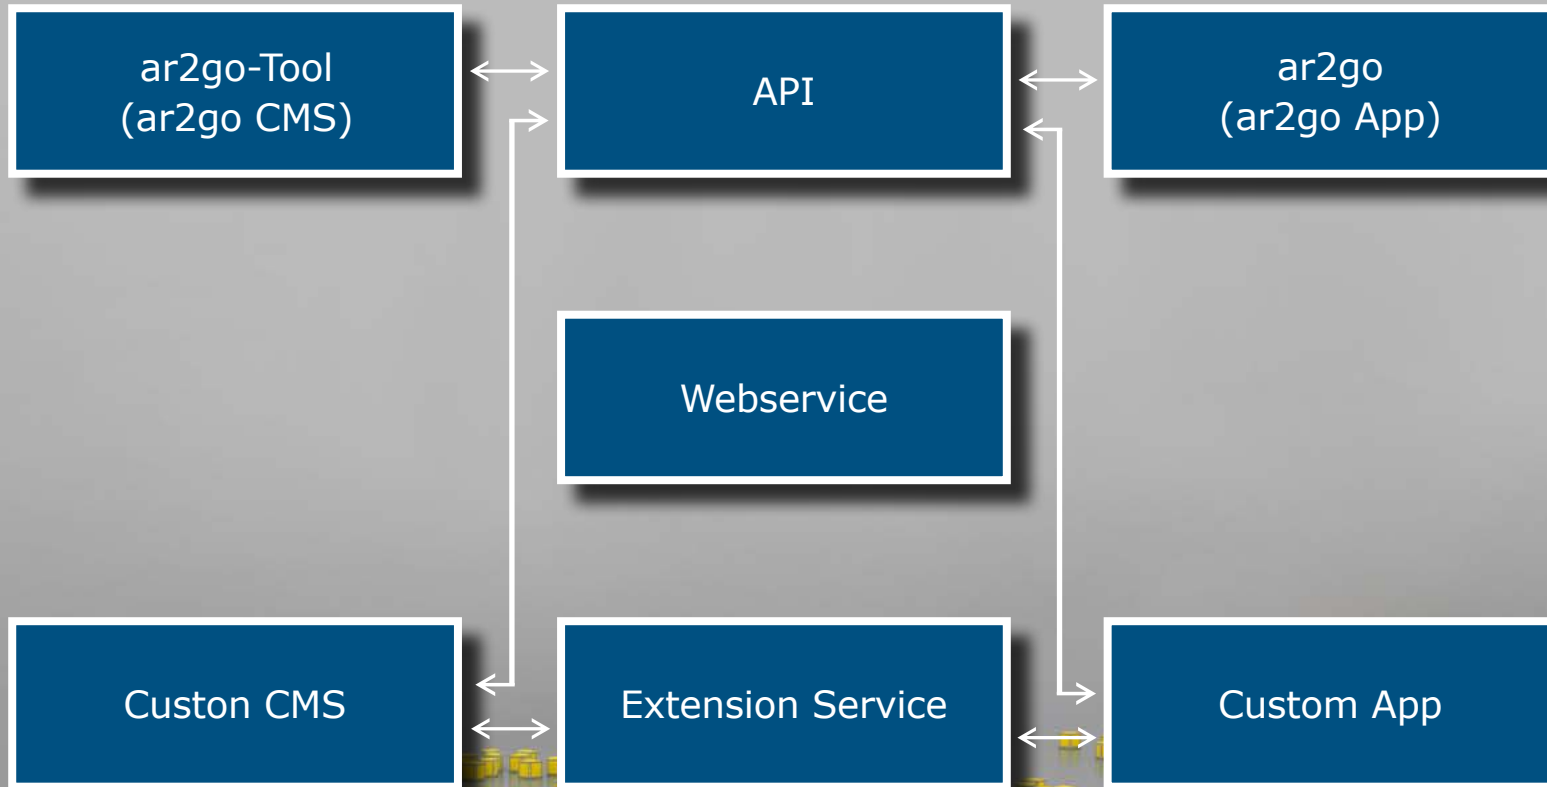 ar2go-Tool
(ar2go CMS)
API
ar2go
(ar2go App)
Webservice
Custon CMS
Extension Service
Custom App